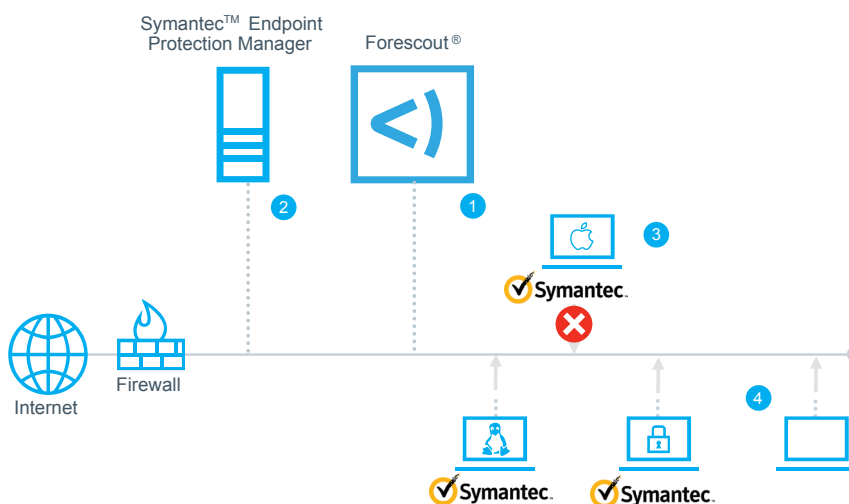 Symantec™ Endpoint
Protection Manager
Forescout®
2
1
3
Symantec.
Firewall
Internet
4
Symantec.
Symantec.